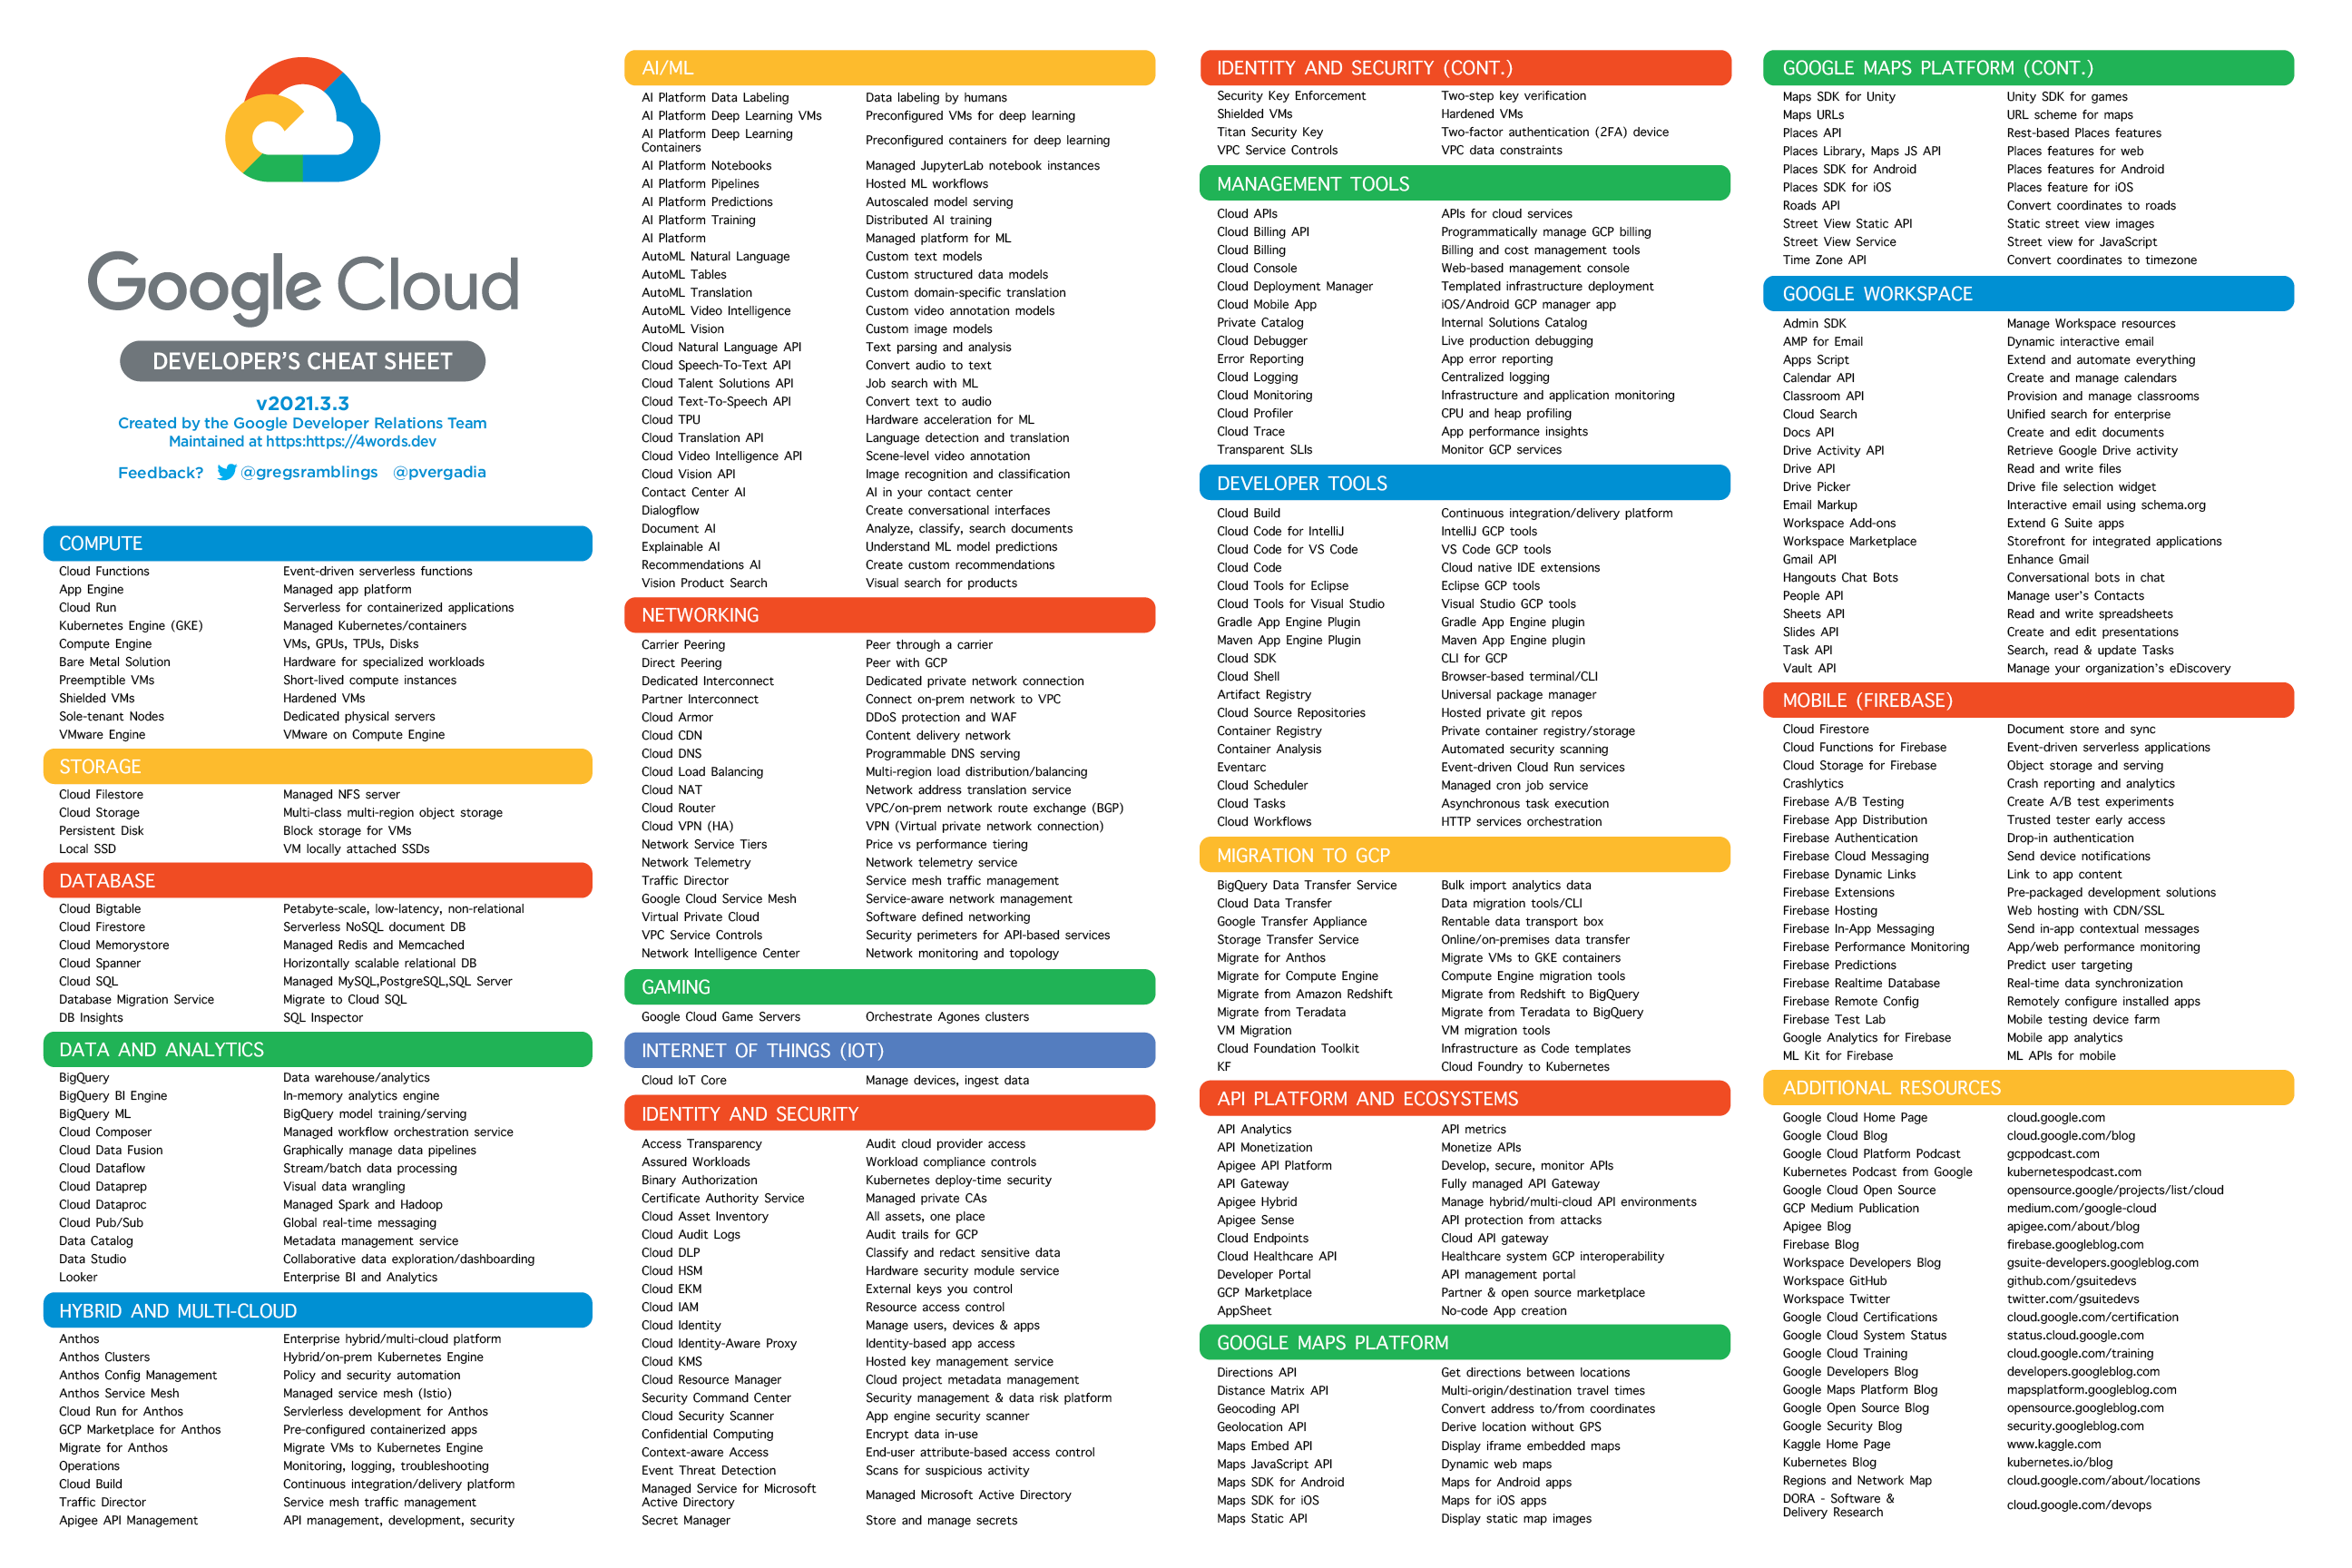 Google Cloud
DEVELOPER'S CHEAT SHEET
v2021.3.3
Created by the Google Developer Relations Team
Maintained at https:https://4words.dev
Feedback? @gregsramblings @pvergadia
COMPUTE
Cloud Functions Event-driven serverless functions
App Engine Managed app platform
Cloud Run Serverless for containerized applications
Kubernetes Engine (GKE) Managed Kubernetes/containers
Compute Engine VMs, GPUs, TPUs, Disks
Bare Metal Solution Hardware for specialized workloads
Preemptible VMs Short-lived compute instances
Shielded VMs Hardened VMs
Sole-tenant Nodes Dedicated physical servers
VMware Engine VMware on Compute Engine
STORAGE
Cloud Filestore Managed NFS server
Cloud Storage Multi-class multi-region object storage
Persistent Disk Block storage for VMs
Local SSD VM locally attached SSDs
DATABASE
Cloud Bigtable Petabyte-scale, low-latency, non-relational
Cloud Firestore Serverless NoSQL document DB
Cloud Memorystore Managed Redis and Memcached
Cloud Spanner Horizontally scalable relational DB
Cloud SQL Managed MySQL,PostgreSQL,SQL Server
Database Migration Service Migrate to Cloud SQL
DB Insights SQL Inspector
DATA AND ANALYTICS
BigQuery Data warehouse/analytics
BigQuery BI Engine In-memory analytics engine
BigQuery ML BigQuery model training/serving
Cloud Composer Managed workflow orchestration service
Cloud Data Fusion Graphically manage data pipelines
Cloud Dataflow Stream/batch data processing
Cloud Dataprep Visual data wrangling
Cloud Dataproc Managed Spark and Hadoop
Cloud Pub/Sub Global real-time messaging
Data Catalog Metadata management service
Data Studio Collaborative data exploration/dashboarding
Looker Enterprise BI and Analytics
HYBRID AND MULTI-CLOUD
Anthos Enterprise hybrid/multi-cloud platform
Anthos Clusters Hybrid/on-prem Kubernetes Engine
Anthos Config Management Policy and security automation
Anthos Service Mesh Managed service mesh (Istio)
Cloud Run for Anthos Servlerless development for Anthos
GCP Marketplace for Anthos Pre-configured containerized apps
Migrate for Anthos Migrate VMs to Kubernetes Engine
Operations Monitoring, logging, troubleshooting
Cloud Build Continuous integration/delivery platform
Traffic Director Service mesh traffic management
Apigee API Management API management, development, security
AI/ML
AI Platform Data Labeling Data labeling by humans
AI Platform Deep Learning VMs Preconfigured VMs for deep learning
AI Platform Deep Learning
Containers Preconfigured containers for deep learning
AI Platform Notebooks Managed JupyterLab notebook instances
AI Platform Pipelines Hosted ML workflows
AI Platform Predictions Autoscaled model serving
AI Platform Training Distributed AI training
AI Platform Managed platform for ML
AutoML Natural Language Custom text models
AutoML Tables Custom structured data models
AutoML Translation Custom domain-specific translation
AutoML Video Intelligence Custom video annotation models
AutoML Vision Custom image models
Cloud Natural Language API Text parsing and analysis
Cloud Speech-To-Text API Convert audio to text
Cloud Talent Solutions API Job search with ML
Cloud Text-To-Speech API Convert text to audio
Cloud TPU Hardware acceleration for ML
Cloud Translation API Language detection and translation
Cloud Video Intelligence API Scene-level video annotation
Cloud Vision API Image recognition and classification
Contact Center AI AI in your contact center
Dialogflow Create conversational interfaces
Document AI Analyze, classify, search documents
Explainable AI Understand ML model predictions
Recommendations AI Create custom recommendations
Vision Product Search Visual search for products
NETWORKING
Carrier Peering Peer through a carrier
Direct Peering Peer with GCP
Dedicated Interconnect Dedicated private network connection
Partner Interconnect Connect on-prem network to VPC
Cloud Armor DDoS protection and WAF
Cloud CDN Content delivery network
Cloud DNS Programmable DNS serving
Cloud Load Balancing Multi-region load distribution/balancing
Cloud NAT Network address translation service
Cloud Router VPC/on-prem network route exchange (BGP)
Cloud VPN (HA) VPN (Virtual private network connection)
Network Service Tiers Price vs performance tiering
Network Telemetry Network telemetry service
Traffic Director Service mesh traffic management
Google Cloud Service Mesh Service-aware network management
Virtual Private Cloud Software defined networking
VPC Service Controls Security perimeters for API-based services
Network Intelligence Center Network monitoring and topology
GAMING
Google Cloud Game Servers Orchestrate Agones clusters
INTERNET OF THINGS (IOT)
Cloud IoT Core Manage devices, ingest data
IDENTITY AND SECURITY
Access Transparency Audit cloud provider access
Assured Workloads Workload compliance controls
Binary Authorization Kubernetes deploy-time security
Certificate Authority Service Managed private CAs
Cloud Asset Inventory All assets, one place
Cloud Audit Logs Audit trails for GCP
Cloud DLP Classify and redact sensitive data
Cloud HSM Hardware security module service
Cloud EKM External keys you control
Cloud IAM Resource access control
Cloud Identity Manage users, devices & apps
Cloud Identity-Aware Proxy Identity-based app access
Cloud KMS Hosted key management service
Cloud Resource Manager Cloud project metadata management
Security Command Center Security management & data risk platform
Cloud Security Scanner App engine security scanner
Confidential Computing Encrypt data in-use
Context-aware Access End-user attribute-based access control
Event Threat Detection Scans for suspicious activity
Managed Service for Microsoft
Active Directory Managed Microsoft Active Directory
Secret Manager Store and manage secrets
IDENTITY AND SECURITY (CONT.)
Security Key Enforcement Two-step key verification
Shielded VMs Hardened VMs
Titan Security Key Two-factor authentication (2FA) device
VPC Service Controls VPC data constraints
MANAGEMENT TOOLS
Cloud APIs APIs for cloud services
Cloud Billing API Programmatically manage GCP billing
Cloud Billing Billing and cost management tools
Cloud Console Web-based management console
Cloud Deployment Manager Templated infrastructure deployment
Cloud Mobile App iOS/Android GCP manager app
Private Catalog Internal Solutions Catalog
Cloud Debugger Live production debugging
Error Reporting App error reporting
Cloud Logging Centralized logging
Cloud Monitoring Infrastructure and application monitoring
Cloud Profiler CPU and heap profiling
Cloud Trace App performance insights
Transparent SLIs Monitor GCP services
DEVELOPER TOOLS
Cloud Build Continuous integration/delivery platform
Cloud Code for IntelliJ IntelliJ GCP tools
Cloud Code for VS Code VS Code GCP tools
Cloud Code Cloud native IDE extensions
Cloud Tools for Eclipse Eclipse GCP tools
Cloud Tools for Visual Studio Visual Studio GCP tools
Gradle App Engine Plugin Gradle App Engine plugin
Maven App Engine Plugin Maven App Engine plugin
Cloud SDK CLI for GCP
Cloud Shell Browser-based terminal/CLI
Artifact Registry Universal package manager
Cloud Source Repositories Hosted private git repos
Container Registry Private container registry/storage
Container Analysis Automated security scanning
Eventarc Event-driven Cloud Run services
Cloud Scheduler Managed cron job service
Cloud Tasks Asynchronous task execution
Cloud Workflows HTTP services orchestration
MIGRATION TO GCP
BigQuery Data Transfer Service Bulk import analytics data
Cloud Data Transfer Data migration tools/CLI
Google Transfer Appliance Rentable data transport box
Storage Transfer Service Online/on-premises data transfer
Migrate for Anthos Migrate VMs to GKE containers
Migrate for Compute Engine Compute Engine migration tools
Migrate from Amazon Redshift Migrate from Redshift to BigQuery
Migrate from Teradata Migrate from Teradata to BigQuery
VM Migration VM migration tools
Cloud Foundation Toolkit Infrastructure as Code templates
KF Cloud Foundry to Kubernetes
API PLATFORM AND ECOSYSTEMS
API Analytics API metrics
API Monetization Monetize APIs
Apigee API Platform Develop, secure, monitor APIs
API Gateway Fully managed API Gateway
Apigee Hybrid Manage hybrid/multi-cloud API environments
Apigee Sense API protection from attacks
Cloud Endpoints Cloud API gateway
Cloud Healthcare API Healthcare system GCP interoperability
Developer Portal API management portal
GCP Marketplace Partner & open source marketplace
AppSheet No-code App creation
GOOGLE MAPS PLATFORM
Directions API Get directions between locations
Distance Matrix API Multi-origin/destination travel times
Geocoding API Convert address to/from coordinates
Geolocation API Derive location without GPS
Maps Embed API Display iframe embedded maps
Maps JavaScript API Dynamic web maps
Maps SDK for Android Maps for Android apps
Maps SDK for iOS Maps for iOS apps
Maps Static API Display static map images
GOOGLE MAPS PLATFORM (CONT.)
Maps SDK for Unity Unity SDK for games
Maps URLs URL scheme for maps
Places API Rest-based Places features
Places Library, Maps JS API Places features for web
Places SDK for Android Places features for Android
Places SDK for iOS Places feature for iOS
Roads API Convert coordinates to roads
Street View Static API Static street view images
Street View Service Street view for JavaScript
Time Zone API Convert coordinates to timezone
GOOGLE WORKSPACE
Admin SDK Manage Workspace resources
AMP for Email Dynamic interactive email
Apps Script Extend and automate everything
Calendar API Create and manage calendars
Classroom API Provision and manage classrooms
Cloud Search Unified search for enterprise
Docs API Create and edit documents
Drive Activity API Retrieve Google Drive activity
Drive API Read and write files
Drive Picker Drive file selection widget
Email Markup Interactive email using schema.org
Workspace Add-ons Extend G Suite apps
Workspace Marketplace Storefront for integrated applications
Gmail API Enhance Gmail
Hangouts Chat Bots Conversational bots in chat
People API Manage user's Contacts
Sheets API Read and write spreadsheets
Slides API Create and edit presentations
Task API Search, read & update Tasks
Vault API Manage your organization's eDiscovery
MOBILE (FIREBASE)
Cloud Firestore Document store and sync
Cloud Functions for Firebase Event-driven serverless applications
Cloud Storage for Firebase Object storage and serving
Crashlytics Crash reporting and analytics
Firebase A/B Testing Create A/B test experiments
Firebase App Distribution Trusted tester early access
Firebase Authentication Drop-in authentication
Firebase Cloud Messaging Send device notifications
Firebase Dynamic Links Link to app content
Firebase Extensions Pre-packaged development solutions
Firebase Hosting Web hosting with CDN/SSL
Firebase In-App Messaging Send in-app contextual messages
Firebase Performance Monitoring App/web performance monitoring
Firebase Predictions Predict user targeting
Firebase Realtime Database Real-time data synchronization
Firebase Remote Config Remotely configure installed apps
Firebase Test Lab Mobile testing device farm
Google Analytics for Firebase Mobile app analytics
ML Kit for Firebase ML APIs for mobile
ADDITIONAL RESOURCES
Google Cloud Home Page cloud.google.com
Google Cloud Blog cloud.google.com/blog
Google Cloud Platform Podcast gcppodcast.com
Kubernetes Podcast from Google kubernetespodcast.com
Google Cloud Open Source opensource.google/projects/list/cloud
GCP Medium Publication medium.com/google-cloud
Apigee Blog apigee.com/about/blog
Firebase Blog firebase.googleblog.com
Workspace Developers Blog gsuite-developers.googleblog.com
Workspace GitHub github.com/gsuitedevs
Workspace Twitter twitter.com/gsuitedevs
Google Cloud Certifications cloud.google.com/certification
Google Cloud System Status status.cloud.google.com
Google Cloud Training cloud.google.com/training
Google Developers Blog developers.googleblog.com
Google Maps Platform Blog mapsplatform.googleblog.com
Google Open Source Blog opensource.googleblog.com
Google Security Blog security.googleblog.com
Kaggle Home Page www.kaggle.com
Kubernetes Blog kubernetes.io/blog
Regions and Network Map cloud.google.com/about/locations
DORA - Software &
Delivery Research cloud.google.com/devops